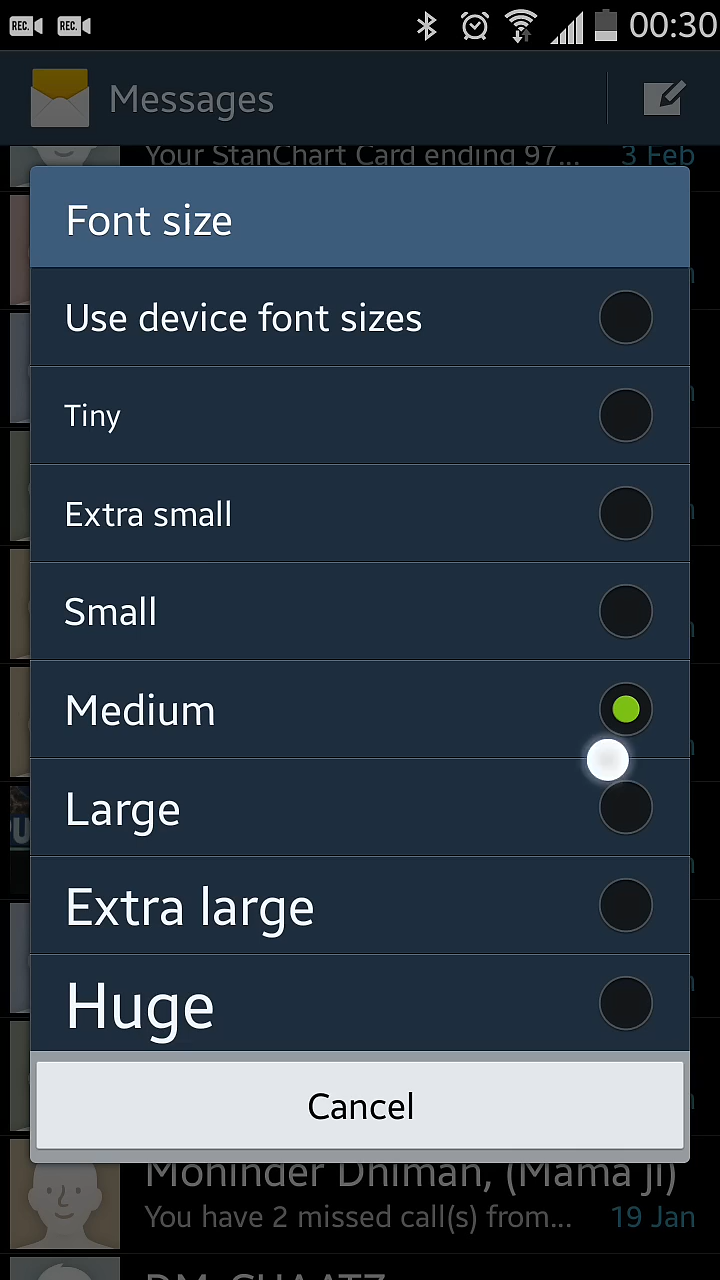 REC. REC. 00:30
Messages
Your StanChart Card ending 97... 3 Feb
Font size
Use device font sizes
Tiny
Extra small
Small
Medium
Large
Extra large
Huge
Cancel
Mohinder Dhiman, (Mama ji)
You have 2 missed call(s) from... 19 Jan